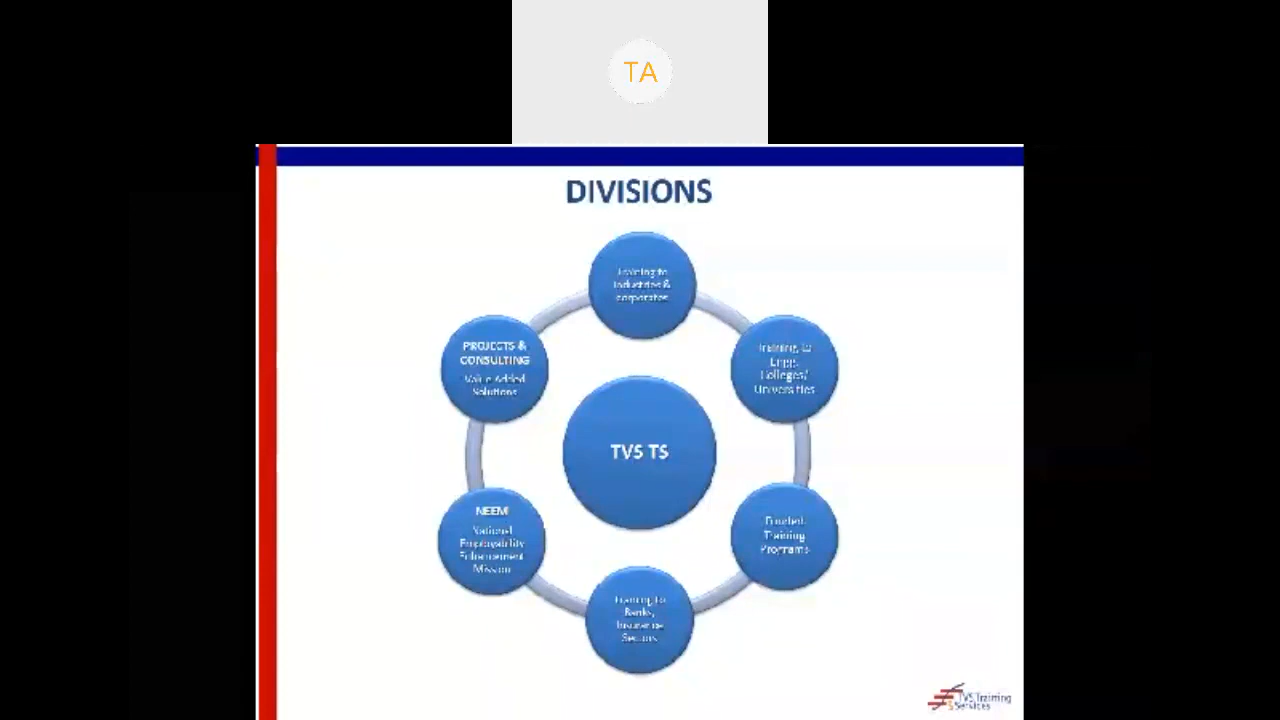 TA
DIVISIONS
Training to
Industries &
corporates
PROJECTS &
CONSULTING
Value Added
Solutions
Training to
Engg.
Colleges/
Universities
TVS TS
NEEM
National
Employability
Enhancement
Mission
Funded
Training
Programs
Training to
Banks,
Insurance
Sectors
TVS Training
Services